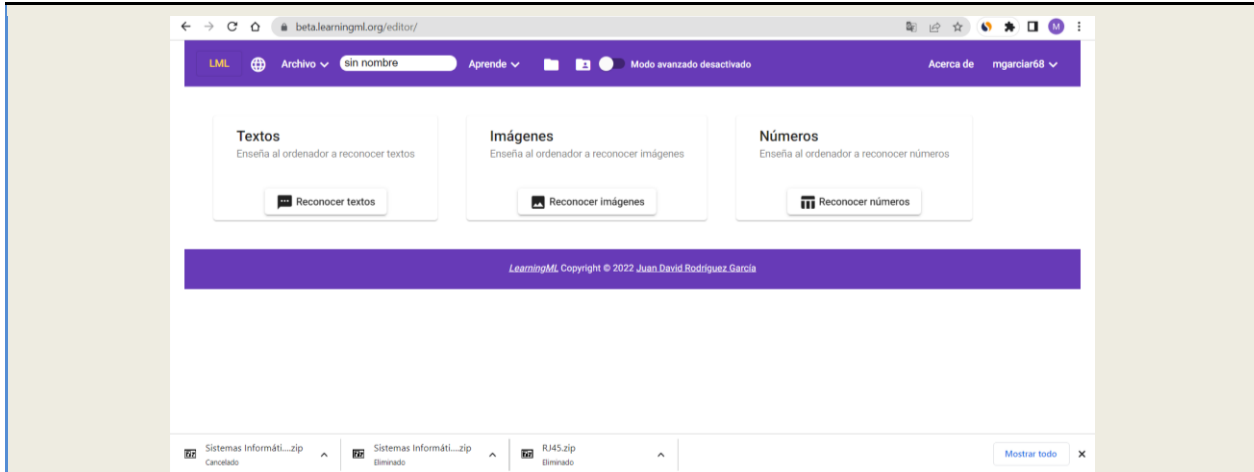 beta.learningml.org/editor/
M
LML Archivo sin nombre Aprende Modo avanzado desactivado Acerca de mgarciar68
Textos
Enseña al ordenador a reconocer textos
Reconocer textos
Imágenes
Enseña al ordenador a reconocer imágenes
Reconocer imágenes
Números
Enseña al ordenador a reconocer números
Reconocer números
LearningML Copyright © 2022 Juan David Rodríguez García
Sistemas Informáti....zip
Cancelado
Sistemas Informáti....zip
Eliminado
RJ45.zip
Eliminado
Mostrar todo